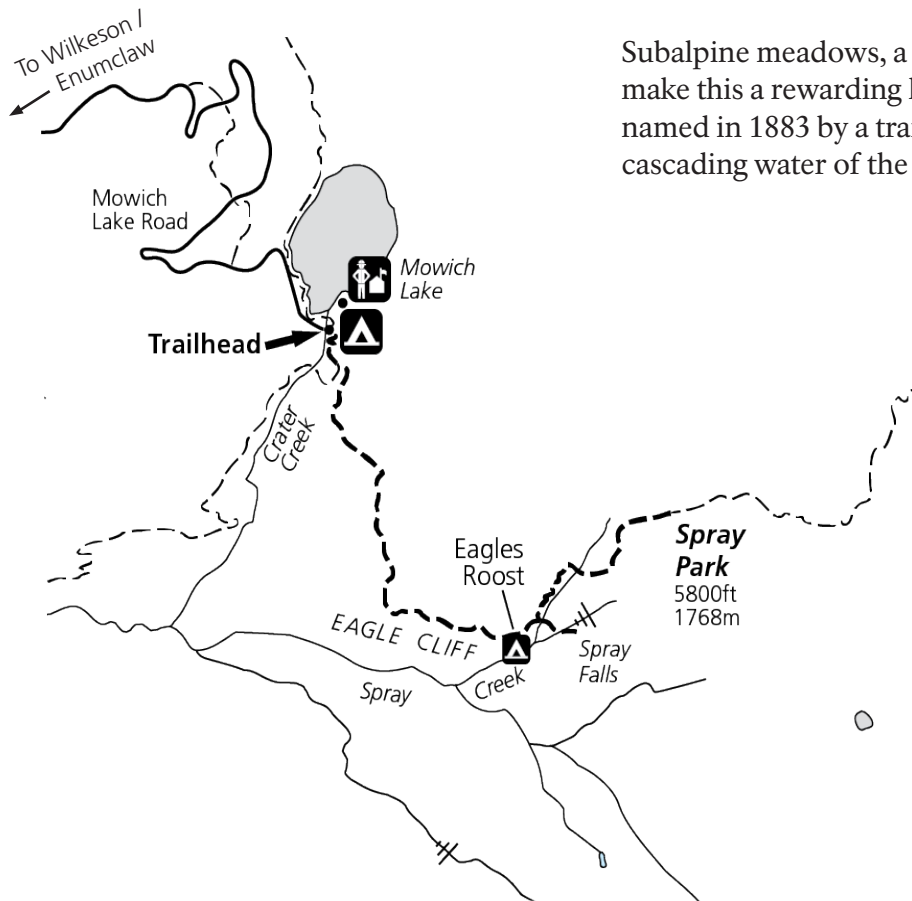 To Wilkeson /
Enumclaw
Subalpine meadows, a
make this a rewarding
named in 1883 by a trai
cascading water of the
Mowich
Lake Road
Mowich
Lake
Trailhead
Crater
Creek
Eagles
Roost
Spray
Park
5800ft
1768m
EAGLE CLIFF
Spray
Falls
Spray Creek